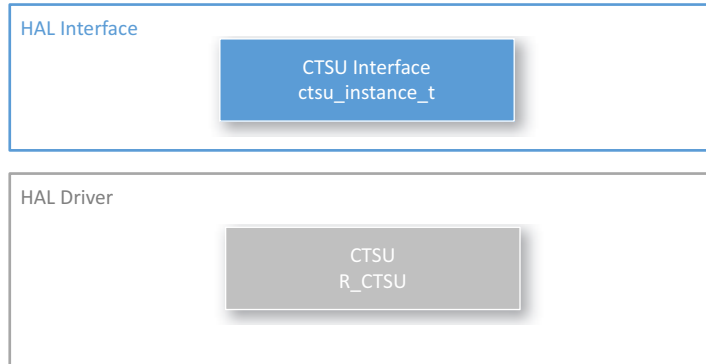 HAL Interface
CTSU Interface
ctsu_instance_t
HAL Driver
CTSU
R_CTSU